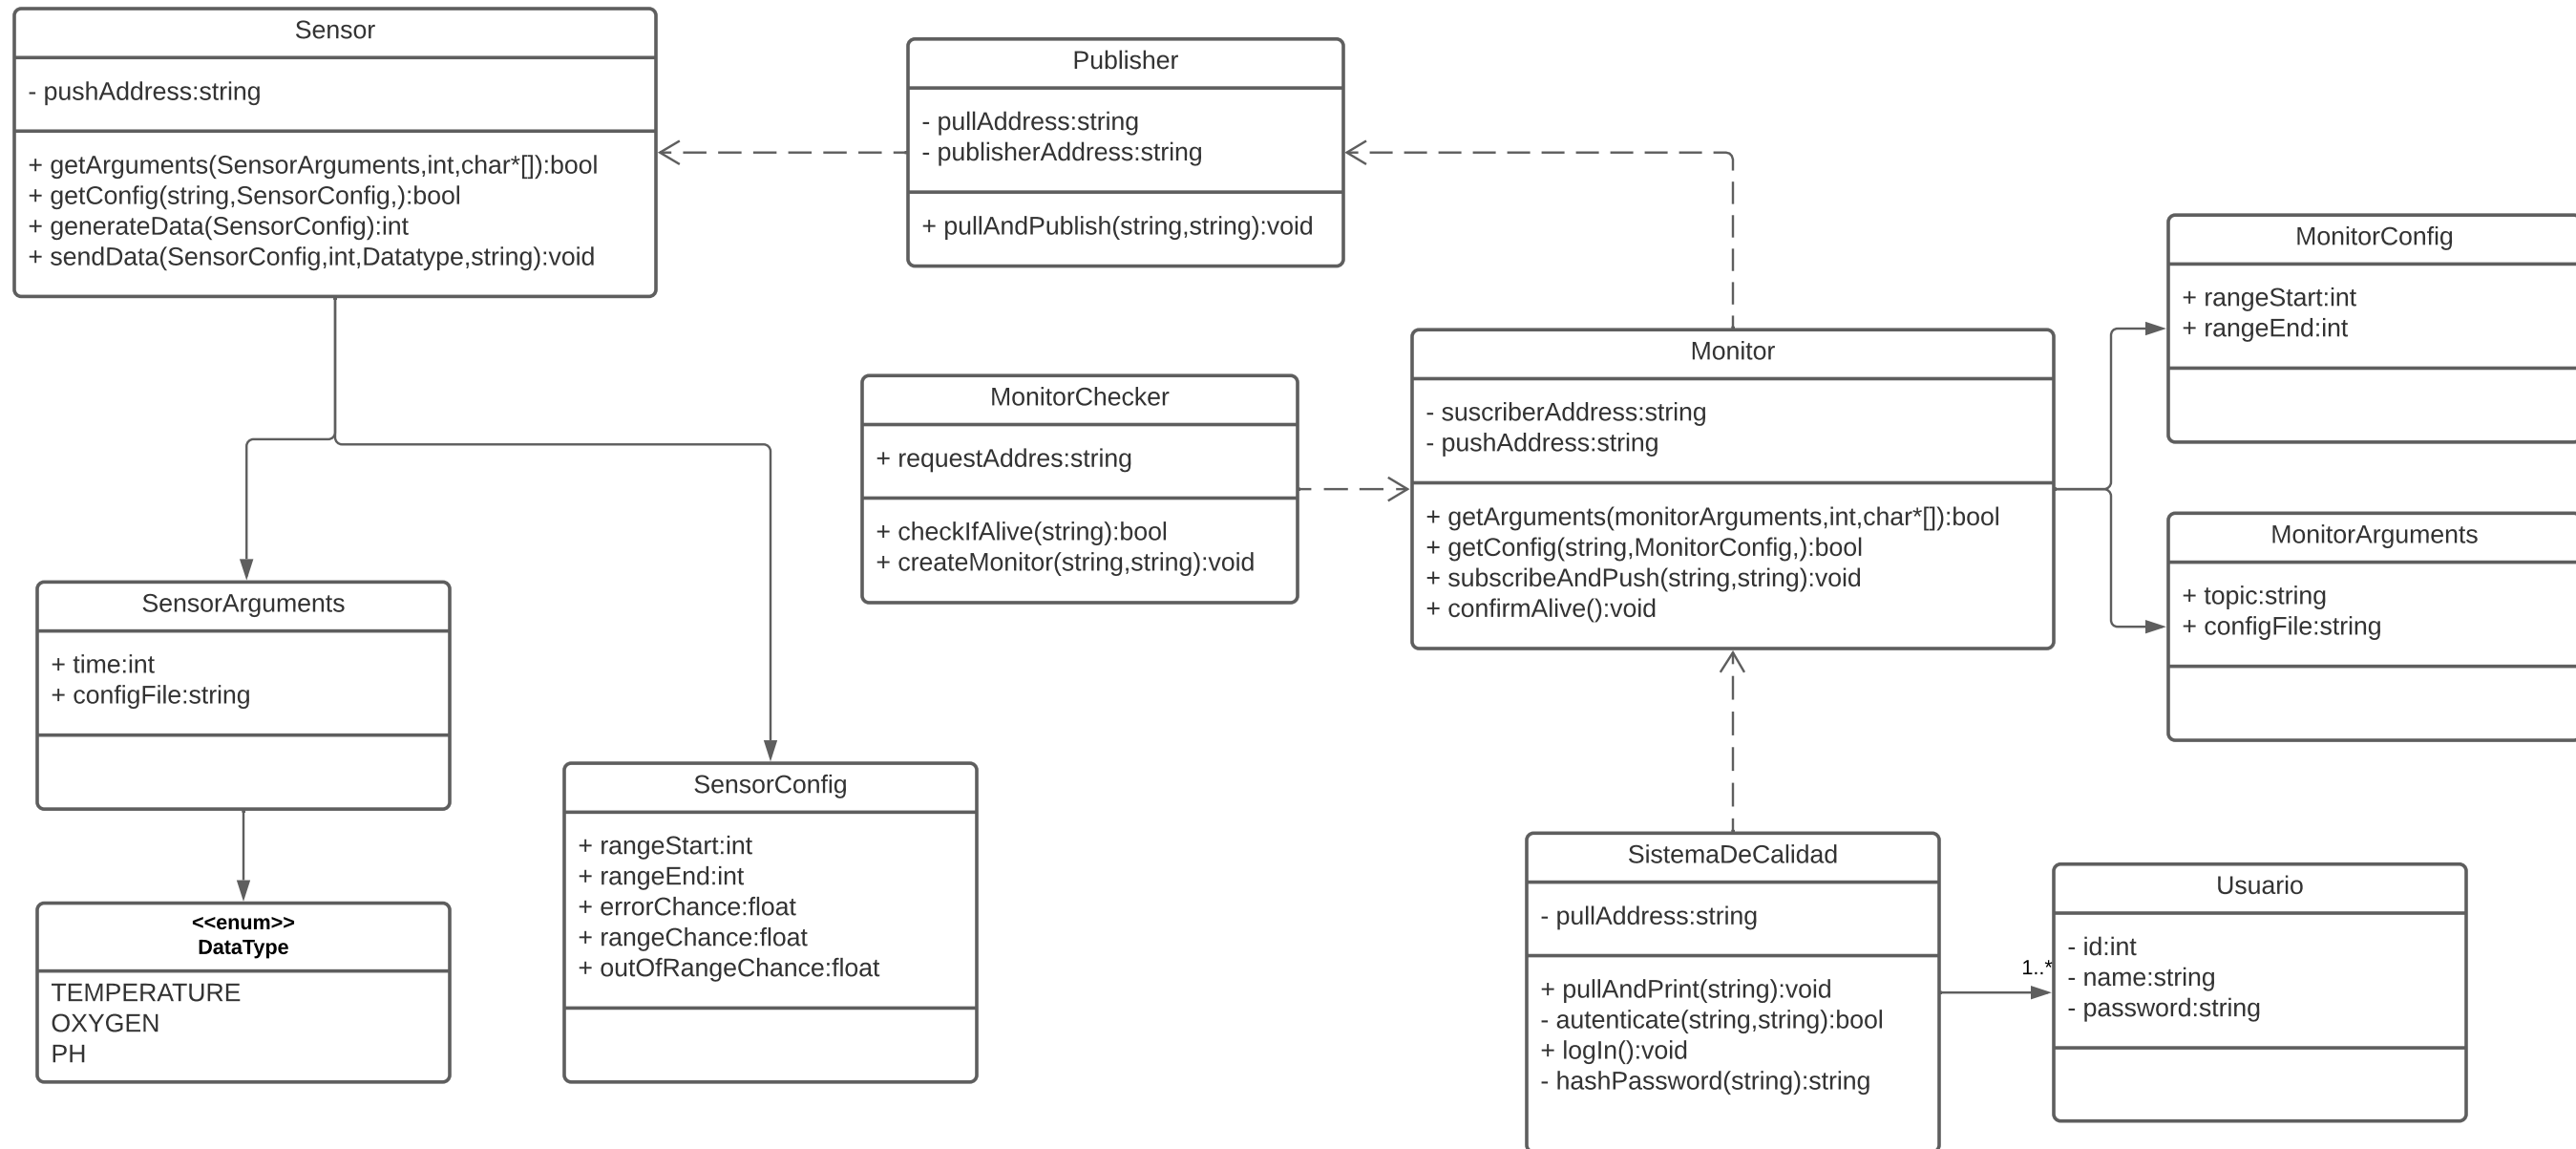 Sensor
- pushAddress:string
+ getArguments(SensorArguments,int,char*[]):bool
+ getConfig(string,SensorConfig,):bool
+ generateData(SensorConfig):int
+ sendData(SensorConfig,int,Datatype,string):void
Publisher
- pullAddress:string
- publisherAddress:string
+ pullAndPublish(string,string):void
MonitorConfig
+ rangeStart:int
+ rangeEnd:int
Monitor
- suscriberAddress:string
- pushAddress:string
+ getArguments(monitorArguments,int,char*[]):bool
+ getConfig(string,MonitorConfig,):bool
+ subscribeAndPush(string,string):void
+ confirmAlive():void
MonitorChecker
+ requestAddres:string
+ checkIfAlive(string):bool
+ createMonitor(string,string):void
MonitorArguments
+ topic:string
+ configFile:string
SensorArguments
+ time:int
+ configFile:string
SensorConfig
+ rangeStart:int
+ rangeEnd:int
+ errorChance:float
+ rangeChance:float
+ outOfRangeChance:float
<<enum>>
DataType
TEMPERATURE
OXYGEN
PH
SistemaDeCalidad
- pullAddress:string
+ pullAndPrint(string):void
- autenticate(string,string):bool
+ logIn():void
- hashPassword(string):string
1..*
Usuario
- id:int
- name:string
- password:string